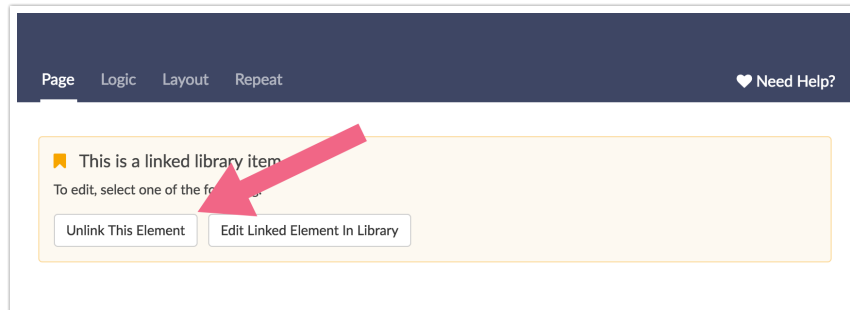 Page Logic Layout Repeat Need Help?
This is a linked library item
To edit, select one of the
Unlink This Element Edit Linked Element In Library